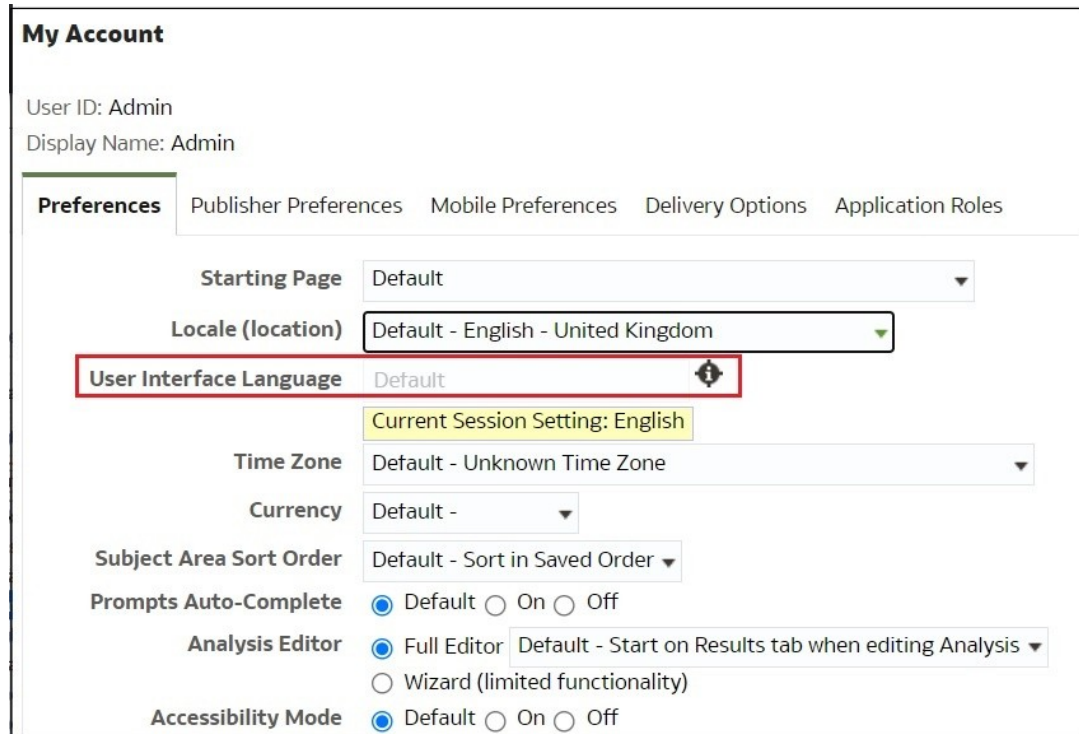 My Account
User ID: Admin
Display Name: Admin
Preferences Publisher Preferences Mobile Preferences Delivery Options Application Roles
Starting Page Default
Locale (location) Default - English - United Kingdom
User Interface Language Default
Current Session Setting: English
Time Zone Default - Unknown Time Zone
Currency Default -
Subject Area Sort Order Default - Sort in Saved Order
Prompts Auto-Complete Default On Off
Analysis Editor Full Editor Default - Start on Results tab when editing Analysis
Wizard (limited functionality)
Accessibility Mode Default On Off